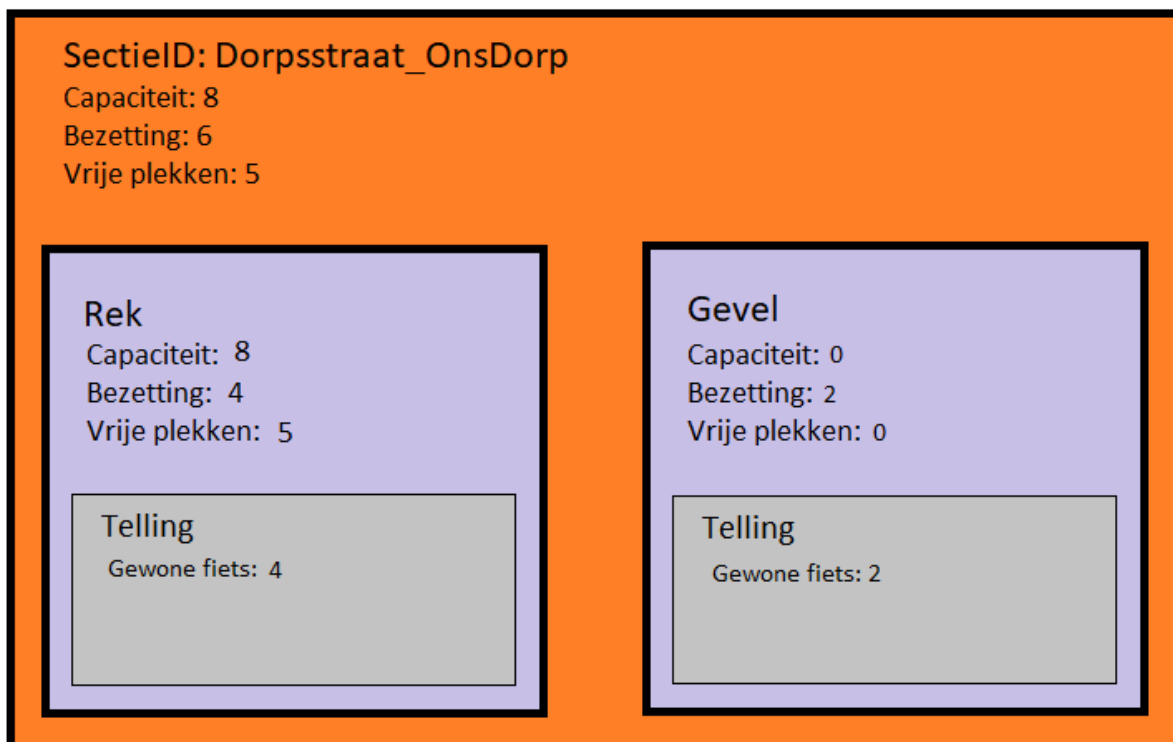 SectieID: Dorpsstraat_OnsDorp
Capaciteit: 8
Bezetting: 6
Vrije plekken: 5
Rek
Capaciteit: 8
Bezetting: 4
Vrije plekken: 5
Telling
Gewone fiets: 4
Gevel
Capaciteit: 0
Bezetting: 2
Vrije plekken: 0
Telling
Gewone fiets: 2